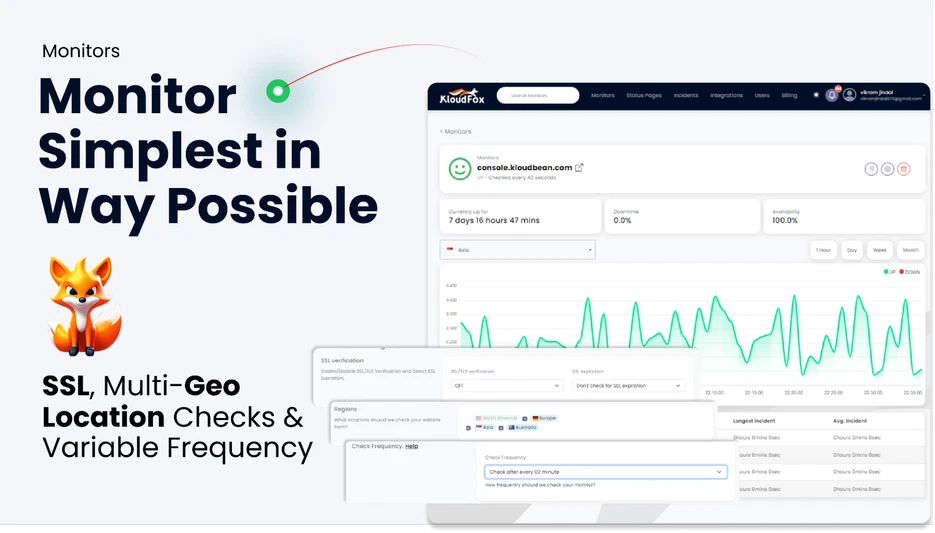 Monitors
Monitor
Simplest in
Way Possible
SSL, Multi-Geo
Location Checks &
Variable Frequency
KloudFox
Search Monitors
Monitors
Status Pages
Incidents
Integrations
Users
Billing
vikram jindal
< Monitors
Monitors
console.kloudbean.com
UP - Checked every 40 seconds
Currently up for
7 days 16 hours 47 mins
Downtime
0.0%
Availability
100.0%
Asia
1 Hour
Day
Week
Month
UP
DOWN
22:10:00
22:15:00
22:20:00
22:25:00
22:30:00
22:35:00
SSL verification
Enable/Disable SSL/TLS Verification and Select SSL
Expiration.
SSL/TLS verification
Off
SSL expiration
Don't check for SSL expiration
Regions
What locations should we check your website
from?
North America
Europe
Asia
Australia
Check Frequency. Help
Check Frequency
Check after every 02 minute
How frequently should we check your monitor?
Longest Incident
Avg. Incident
0hours 0mins 0sec
0hours 0mins 0sec
0hours 0mins 0sec
0hours 0mins 0sec
0hours 0mins 0sec
0hours 0mins 0sec
0hours 0mins 0sec
0hours 0mins 0sec